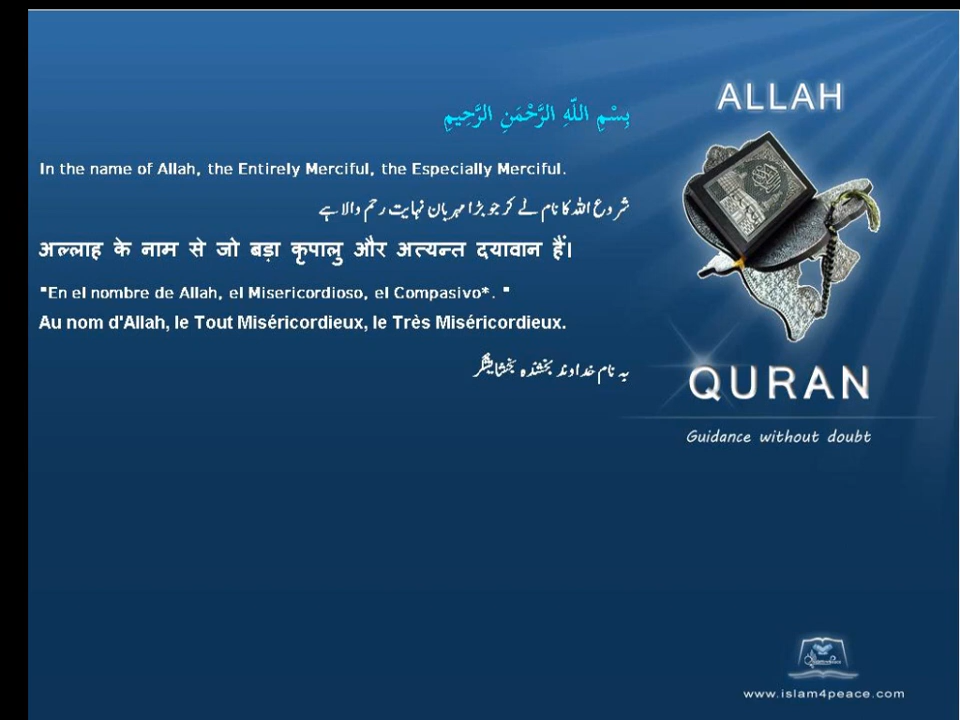 بِسْمِ اللّهِ الرَّحْمَنِ الرَّحِيمِ
In the name of Allah, the Entirely Merciful, the Especially Merciful.
شروع الله کا نام لے کر جو بڑا مہربان نہایت رحم والا ہے
अल्लाह के नाम से जो बड़ा कृपालु और अत्यन्त दयावान हैं।
"En el nombre de Allah, el Misericordioso, el Compasivo*. "
Au nom d'Allah, le Tout Miséricordieux, le Très Miséricordieux.
به نام خداوند بخشنده بخشایشگر
ALLAH
QURAN
Guidance without doubt
www.islam4peace.com